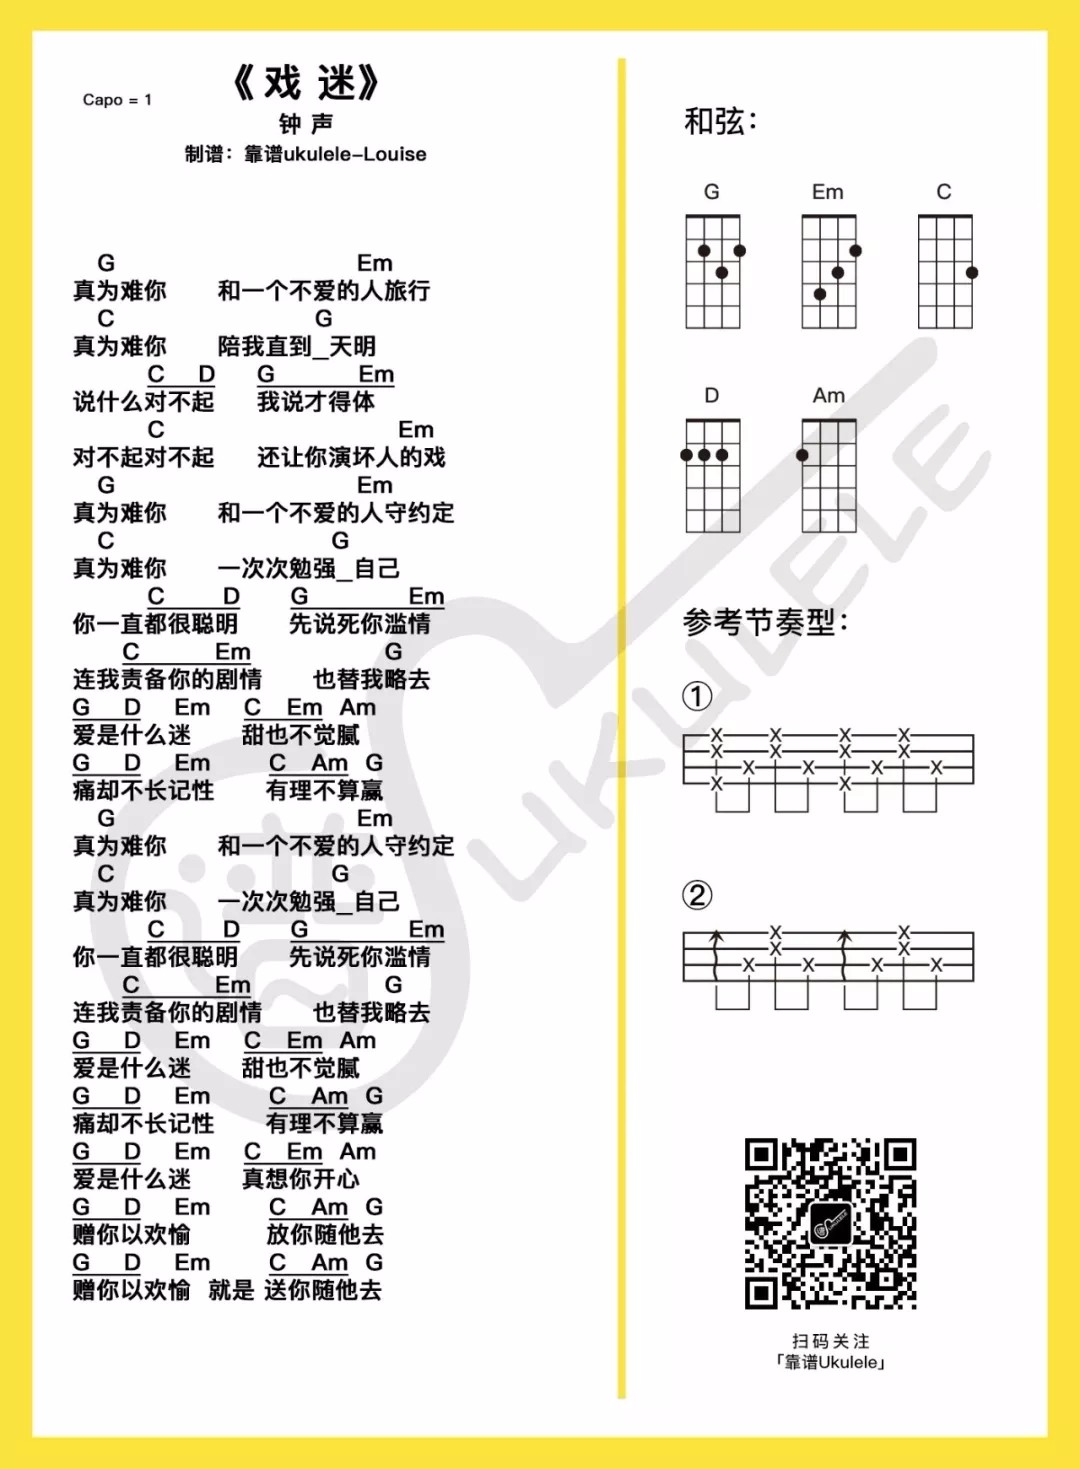 《戏 迷》
Capo = 1
钟 声
制谱：靠谱ukulele-Louise
G Em
真为难你 和一个不爱的人旅行
C G
真为难你 陪我直到_天明
C D G Em
说什么对不起 我说才得体
C Em
对不起对不起 还让你演坏人的戏
G Em
真为难你 和一个不爱的人守约定
C G
真为难你 一次次勉强_自己
C D G Em
你一直都很聪明 先说死你滥情
C Em G
连我责备你的剧情 也替我略去
G D Em C Em Am
爱是什么迷 甜也不觉腻
G D Em C Am G
痛却不长记性 有理不算赢
G Em
真为难你 和一个不爱的人守约定
C G
真为难你 一次次勉强_自己
C D G Em
你一直都很聪明 先说死你滥情
C Em G
连我责备你的剧情 也替我略去
G D Em C Em Am
爱是什么迷 甜也不觉腻
G D Em C Am G
痛却不长记性 有理不算赢
G D Em C Em Am
爱是什么迷 真想你开心
G D Em C Am G
赠你以欢愉 放你随他去
G D Em C Am G
赠你以欢愉 就是 送你随他去
和弦：
G Em C
D Am
参考节奏型：
①
②
扫码关注
「靠谱Ukulele」
UKULELE